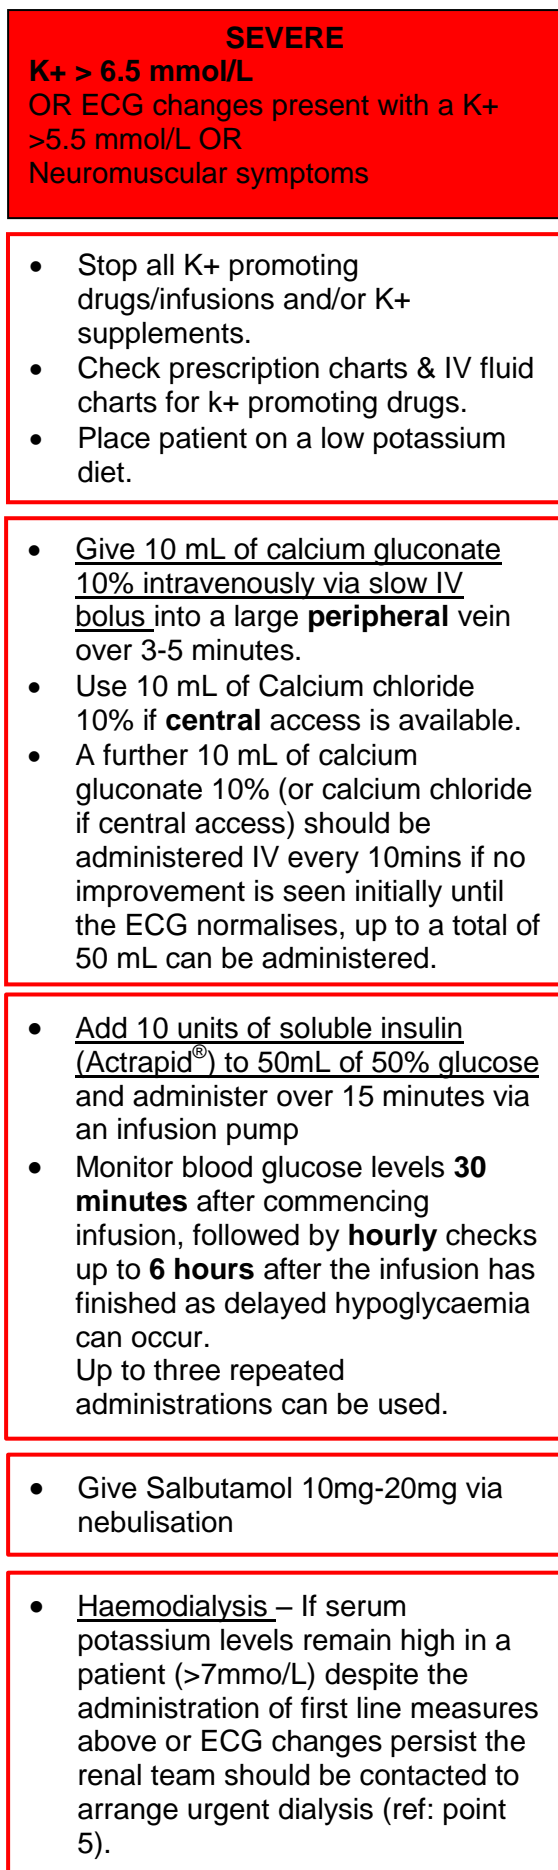 SEVERE
K+ > 6.5 mmol/L
OR ECG changes present with a K+
>5.5 mmol/L OR
Neuromuscular symptoms
• Stop all K+ promoting
drugs/infusions and/or K+
supplements.
• Check prescription charts & IV fluid
charts for k+ promoting drugs.
• Place patient on a low potassium
diet.
• Give 10 mL of calcium gluconate
10% intravenously via slow IV
bolus into a large peripheral vein
over 3-5 minutes.
• Use 10 mL of Calcium chloride
10% if central access is available.
• A further 10 mL of calcium
gluconate 10% (or calcium chloride
if central access) should be
administered IV every 10mins if no
improvement is seen initially until
the ECG normalises, up to a total of
50 mL can be administered.
• Add 10 units of soluble insulin
(Actrapid®) to 50mL of 50% glucose
and administer over 15 minutes via
an infusion pump
• Monitor blood glucose levels 30
minutes after commencing
infusion, followed by hourly checks
up to 6 hours after the infusion has
finished as delayed hypoglycaemia
can occur.
Up to three repeated
administrations can be used.
• Give Salbutamol 10mg-20mg via
nebulisation
• Haemodialysis – If serum
potassium levels remain high in a
patient (>7mmo/L) despite the
administration of first line measures
above or ECG changes persist the
renal team should be contacted to
arrange urgent dialysis (ref: point
5).